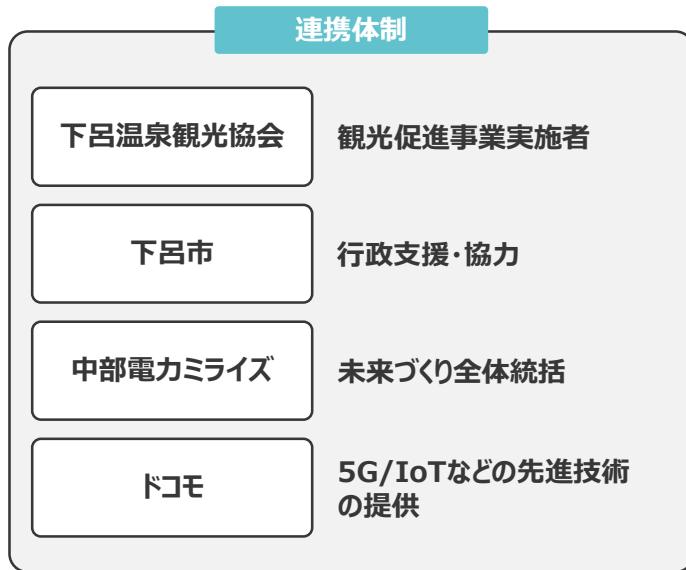 連携体制
下呂温泉観光協会
観光促進事業実施者
下呂市
行政支援・協力
中部電力ミライズ
未来づくり全体統括
ドコモ
5G/IoTなどの先進技術
の提供